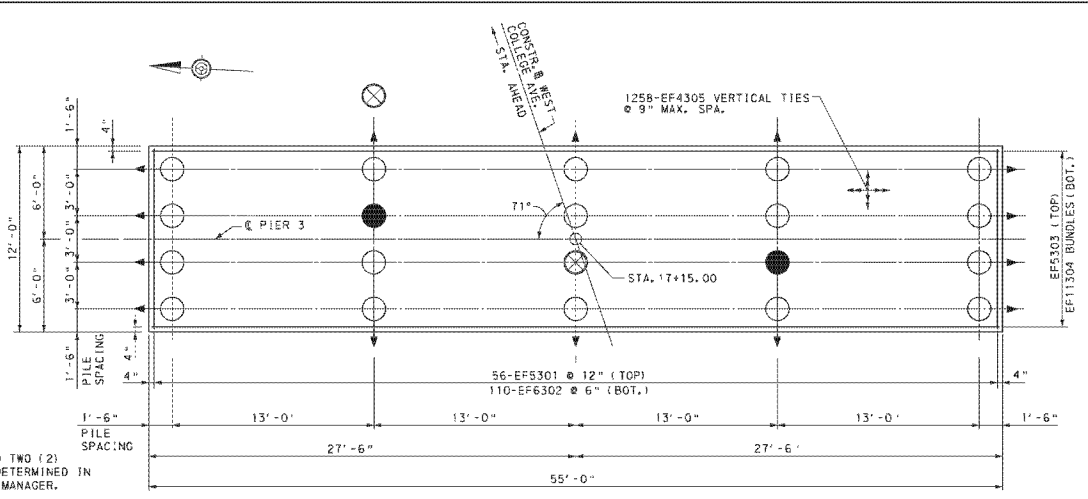 CONSTR. ℄ WEST
COLLEGE AVE.
STA. AHEAD
1258-EF4305 VERTICAL TIES
@ 9" MAX. SPA.
1'-6"
4"
71°
℄ PIER 3
STA. 17+15.00
12'-0"
6'-0"
6'-0"
3'-0"
3'-0"
3'-0"
EF5303 (TOP)
EF11304 BUNDLES (BOT.)
1'-6"
PILE
SPACING
4"
4"
56-EF5301 @ 12" (TOP)
110-EF6302 @ 6" (BOT.)
4"
1'-6"
13'-0'
13'-0'
13'-0'
13'-0'
1'-6"
PILE
SPACING
27'-6"
27'-6'
55'-0"
TWO (2)
DETERMINED IN
MANAGER.